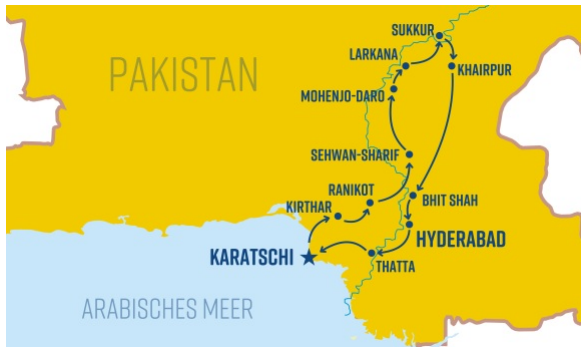 SUKKUR
LARKANA
KHAIRPUR
PAKISTAN
MOHENJO-DARO
SEHWAN-SHARIF
RANIKOT
BHIT SHAH
KIRTHAR
HYDERABAD
KARATSCHI
THATTA
ARABISCHES MEER